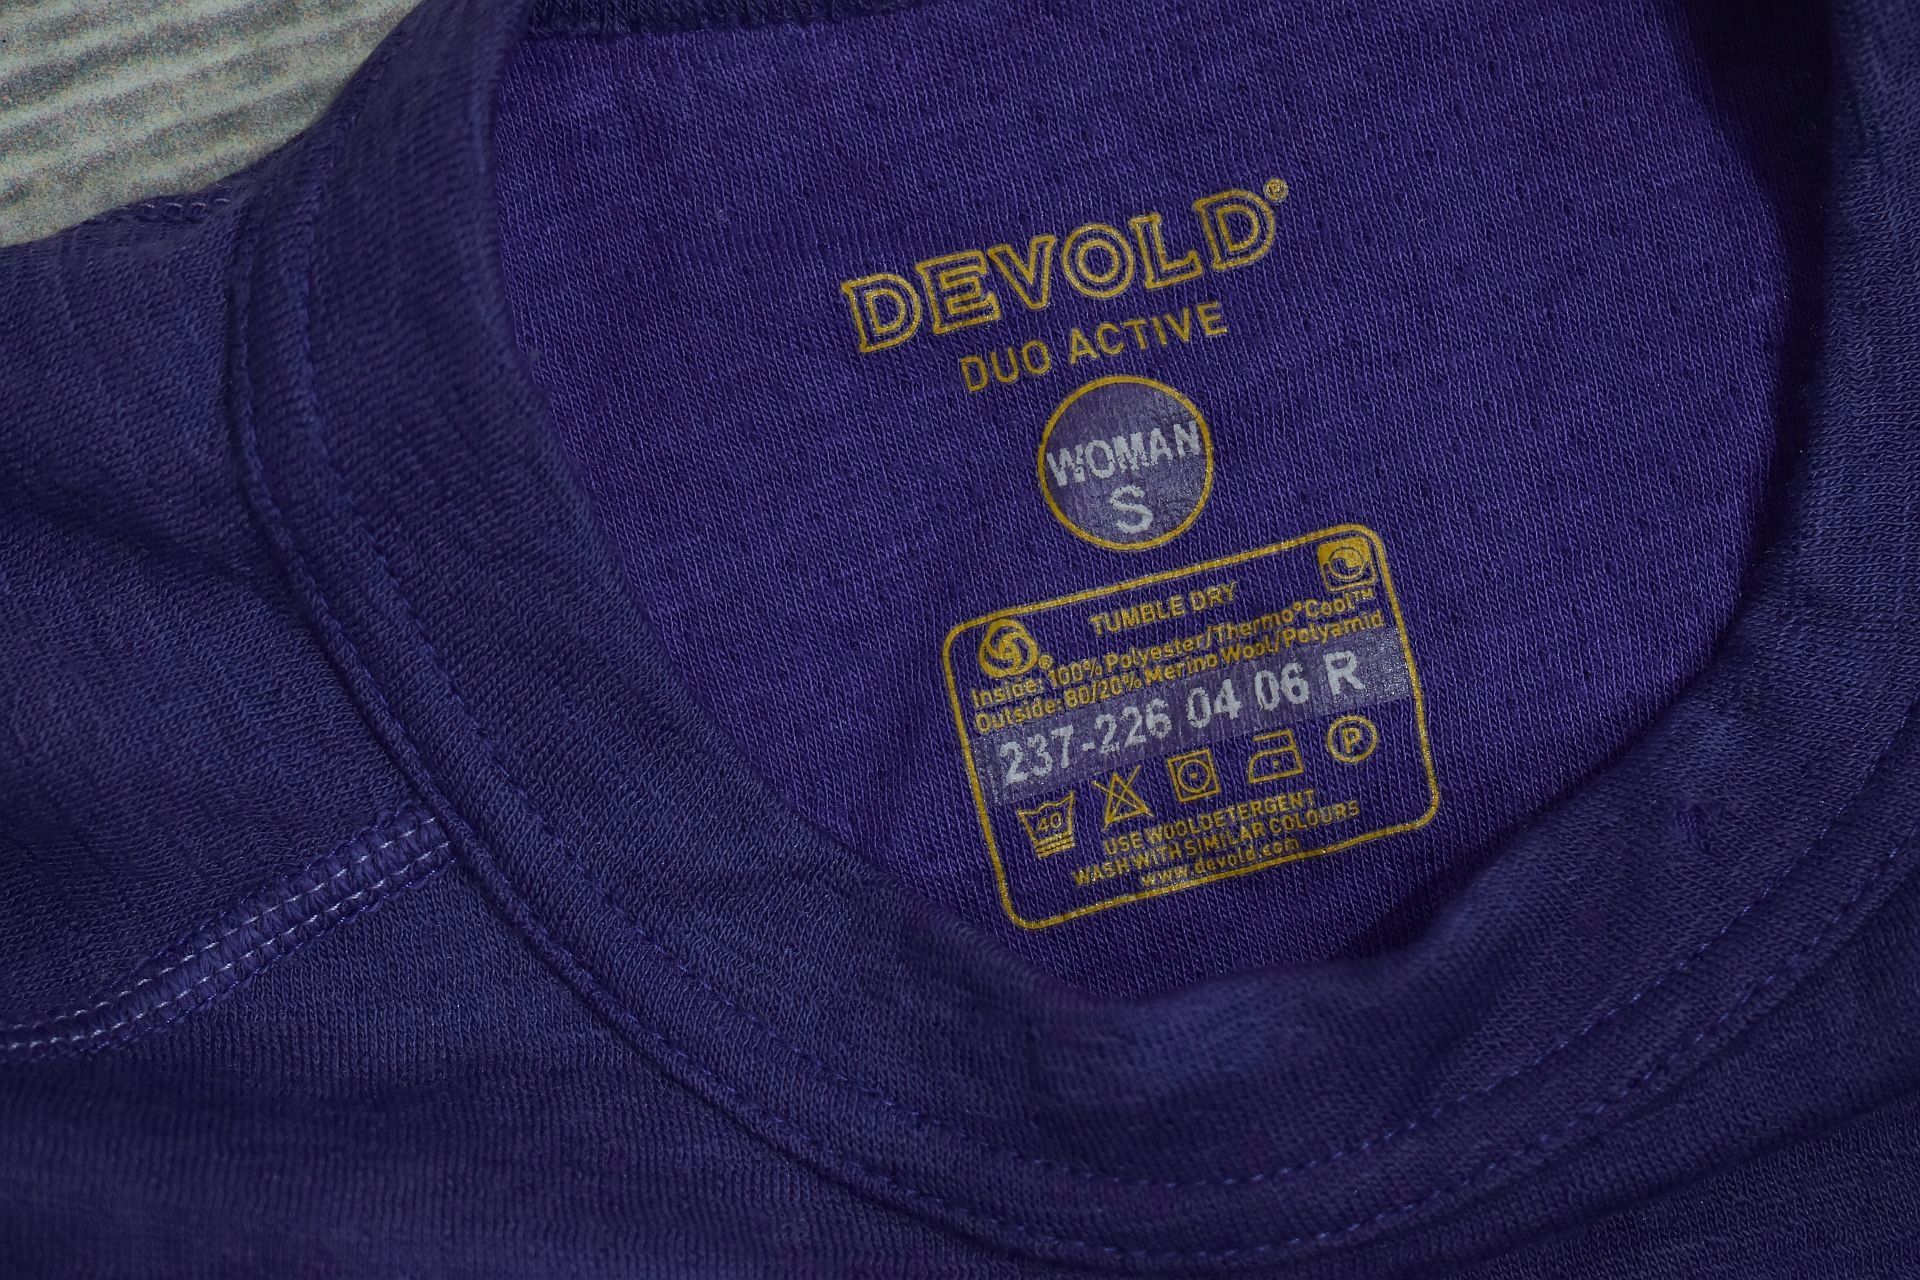 DEVOLD®
DUO ACTIVE
WOMAN
S
TUMBLE DRY
Inside: 100% Polyester/Thermo°Cool™
Outside: 80/20% Merino Wool/Polyamid
237-226 04 06 R
40
P
USE WOOLDETERGENT
WASH WITH SIMILAR COLOURS
www.devold.com